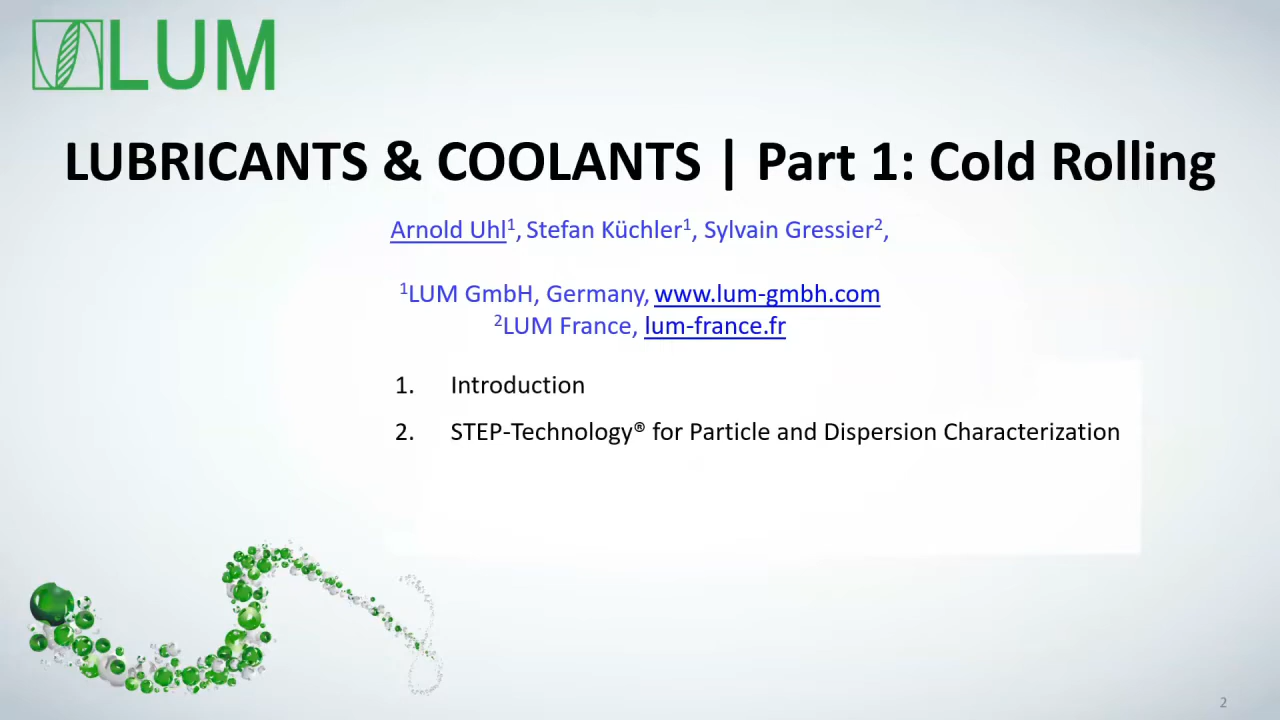 LUM
LUBRICANTS & COOLANTS | Part 1: Cold Rolling
Arnold Uhl¹, Stefan Küchler¹, Sylvain Gressier²,
¹LUM GmbH, Germany, www.lum-gmbh.com
²LUM France, lum-france.fr
1. Introduction
2. STEP-Technology® for Particle and Dispersion Characterization
2